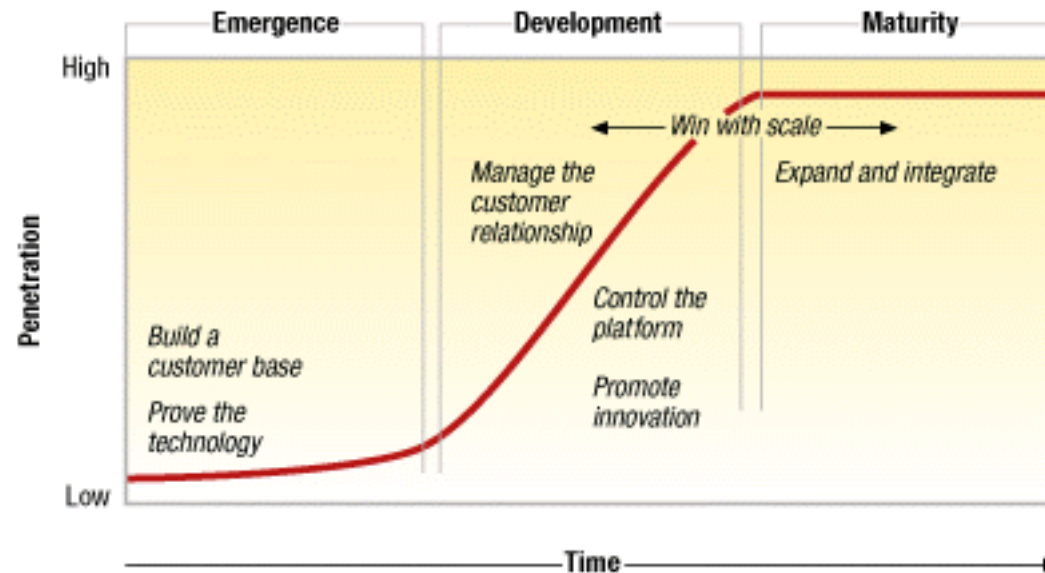 Emergence
Development
Maturity
High
Win with scale
Manage the
customer
relationship
Expand and integrate
Penetration
Control the
platform
Build a
customer base
Promote
innovation
Prove the
technology
Low
Time